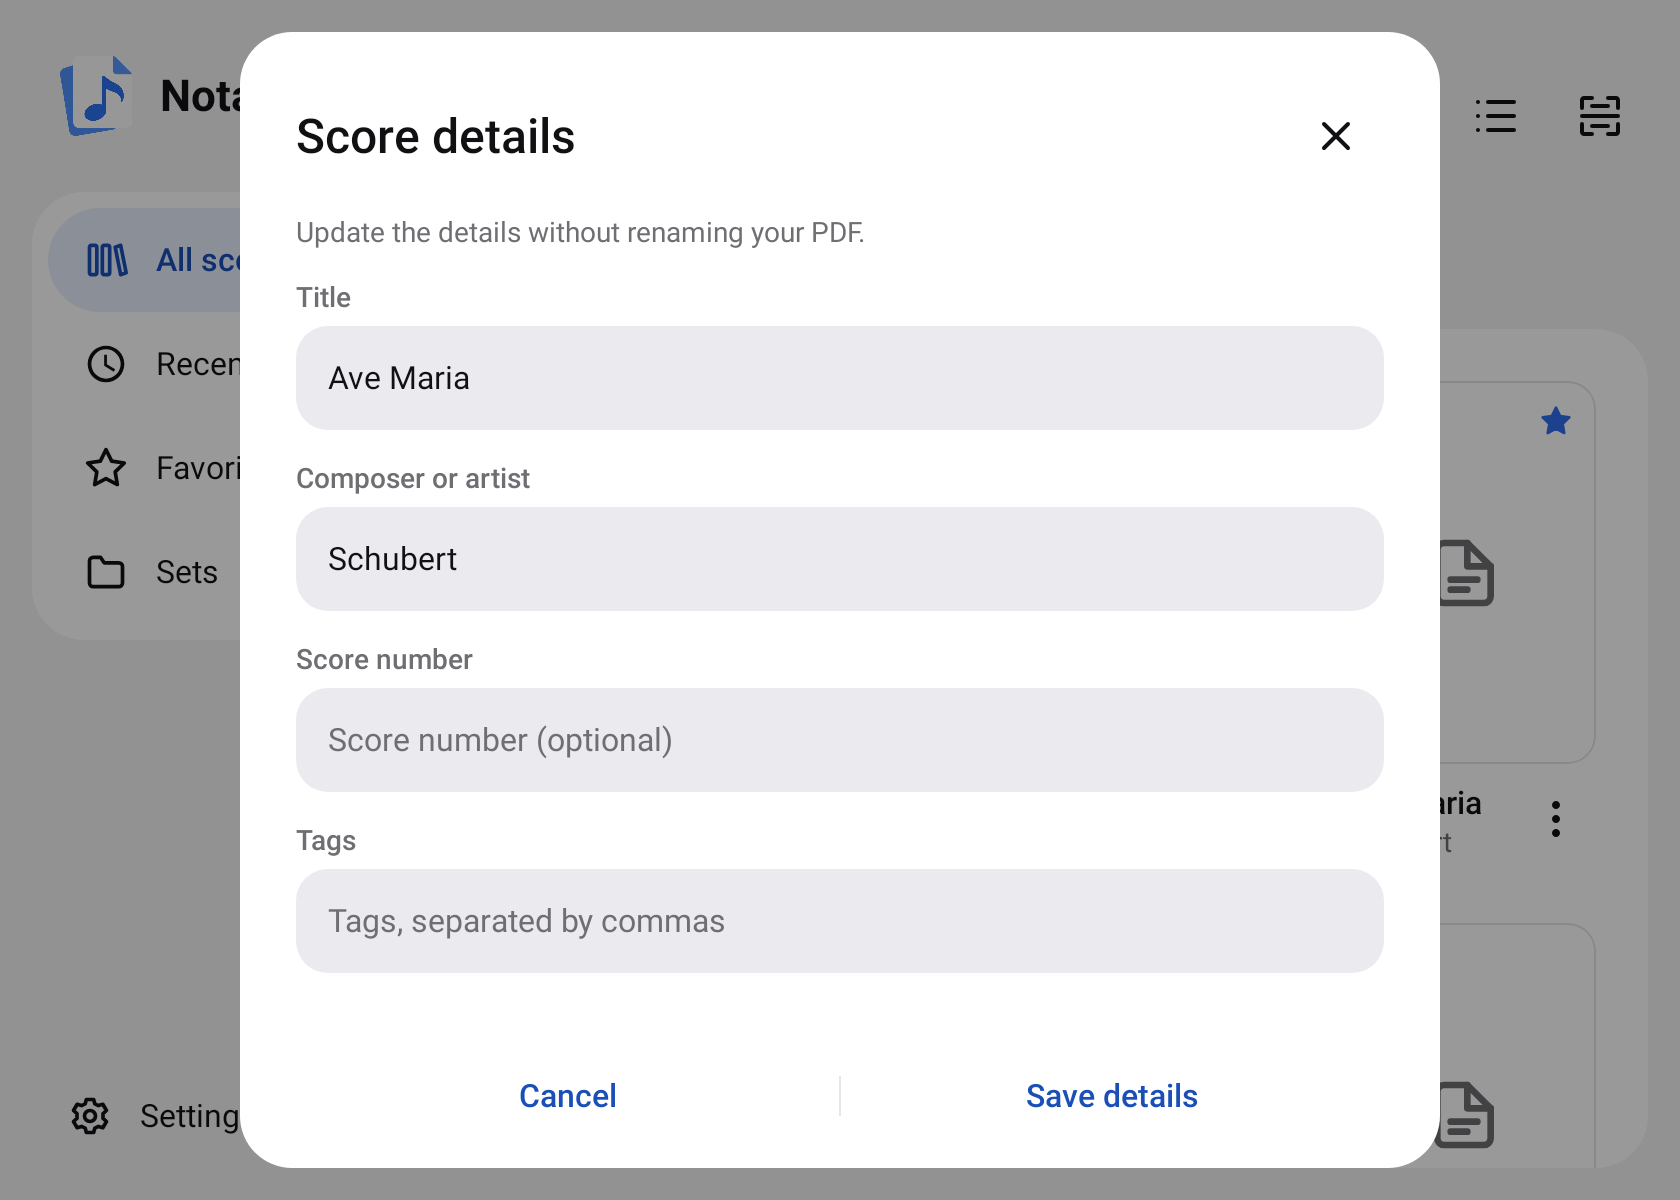 Score details
Update the details without renaming your PDF.
Title
Ave Maria
Composer or artist
Schubert
Score number
Score number (optional)
Tags
Tags, separated by commas
Cancel
Save details
All
Sets